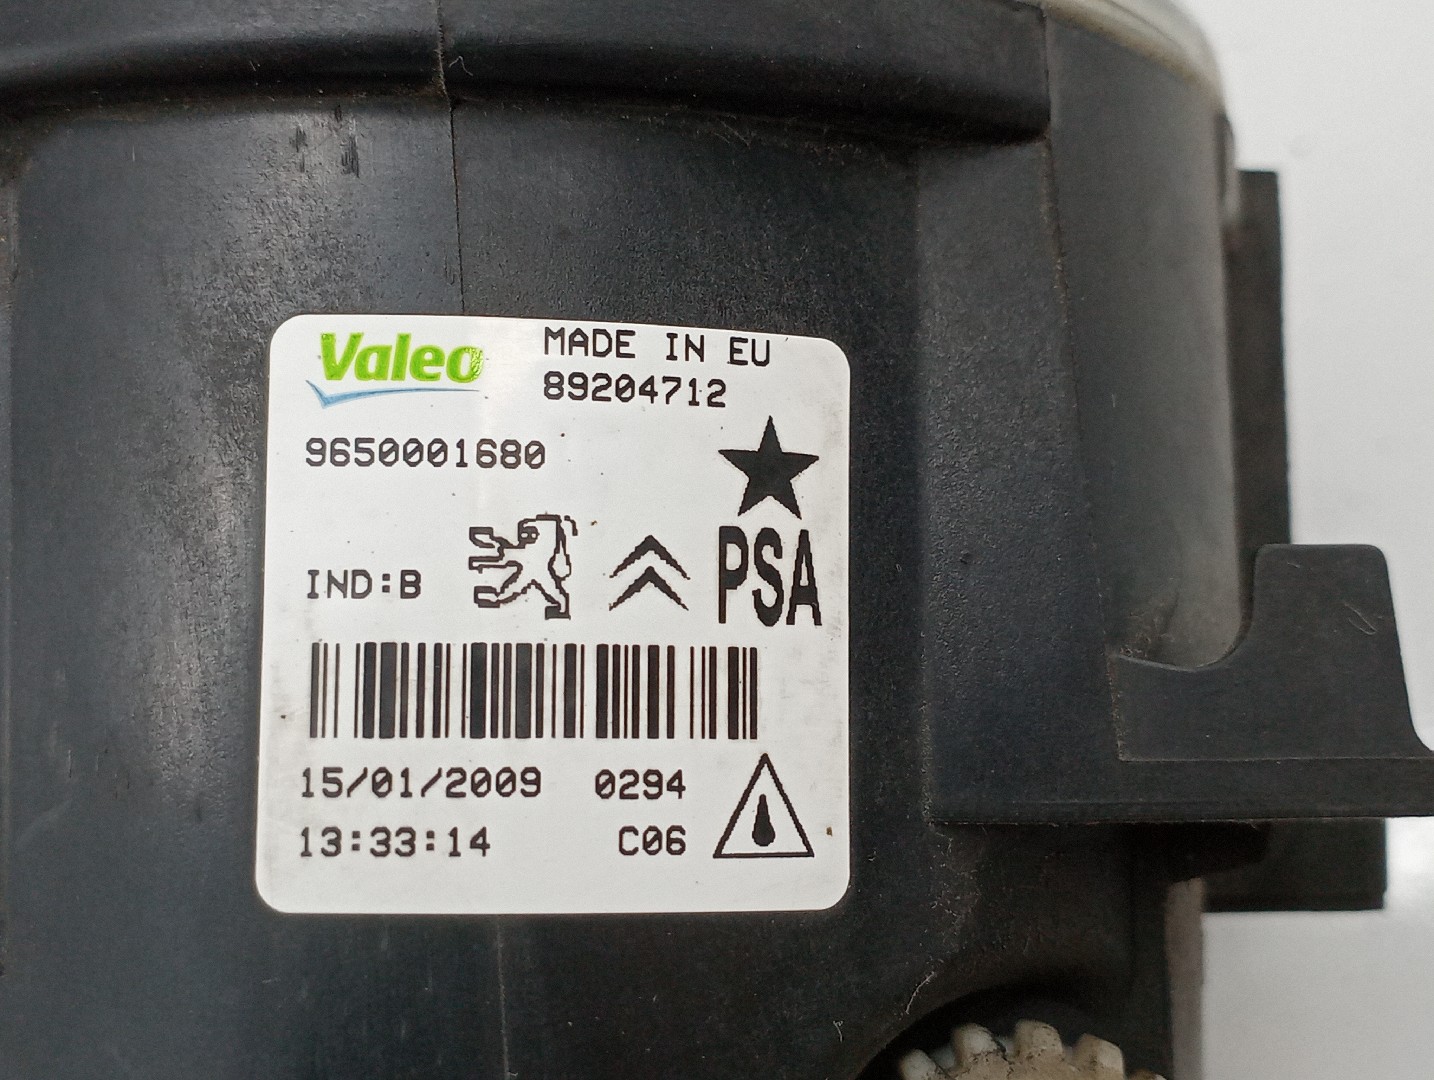 Valeo
MADE IN EU
89204712
9650001680
IND:B
PSA
15/01/2009 0294
13:33:14 C06